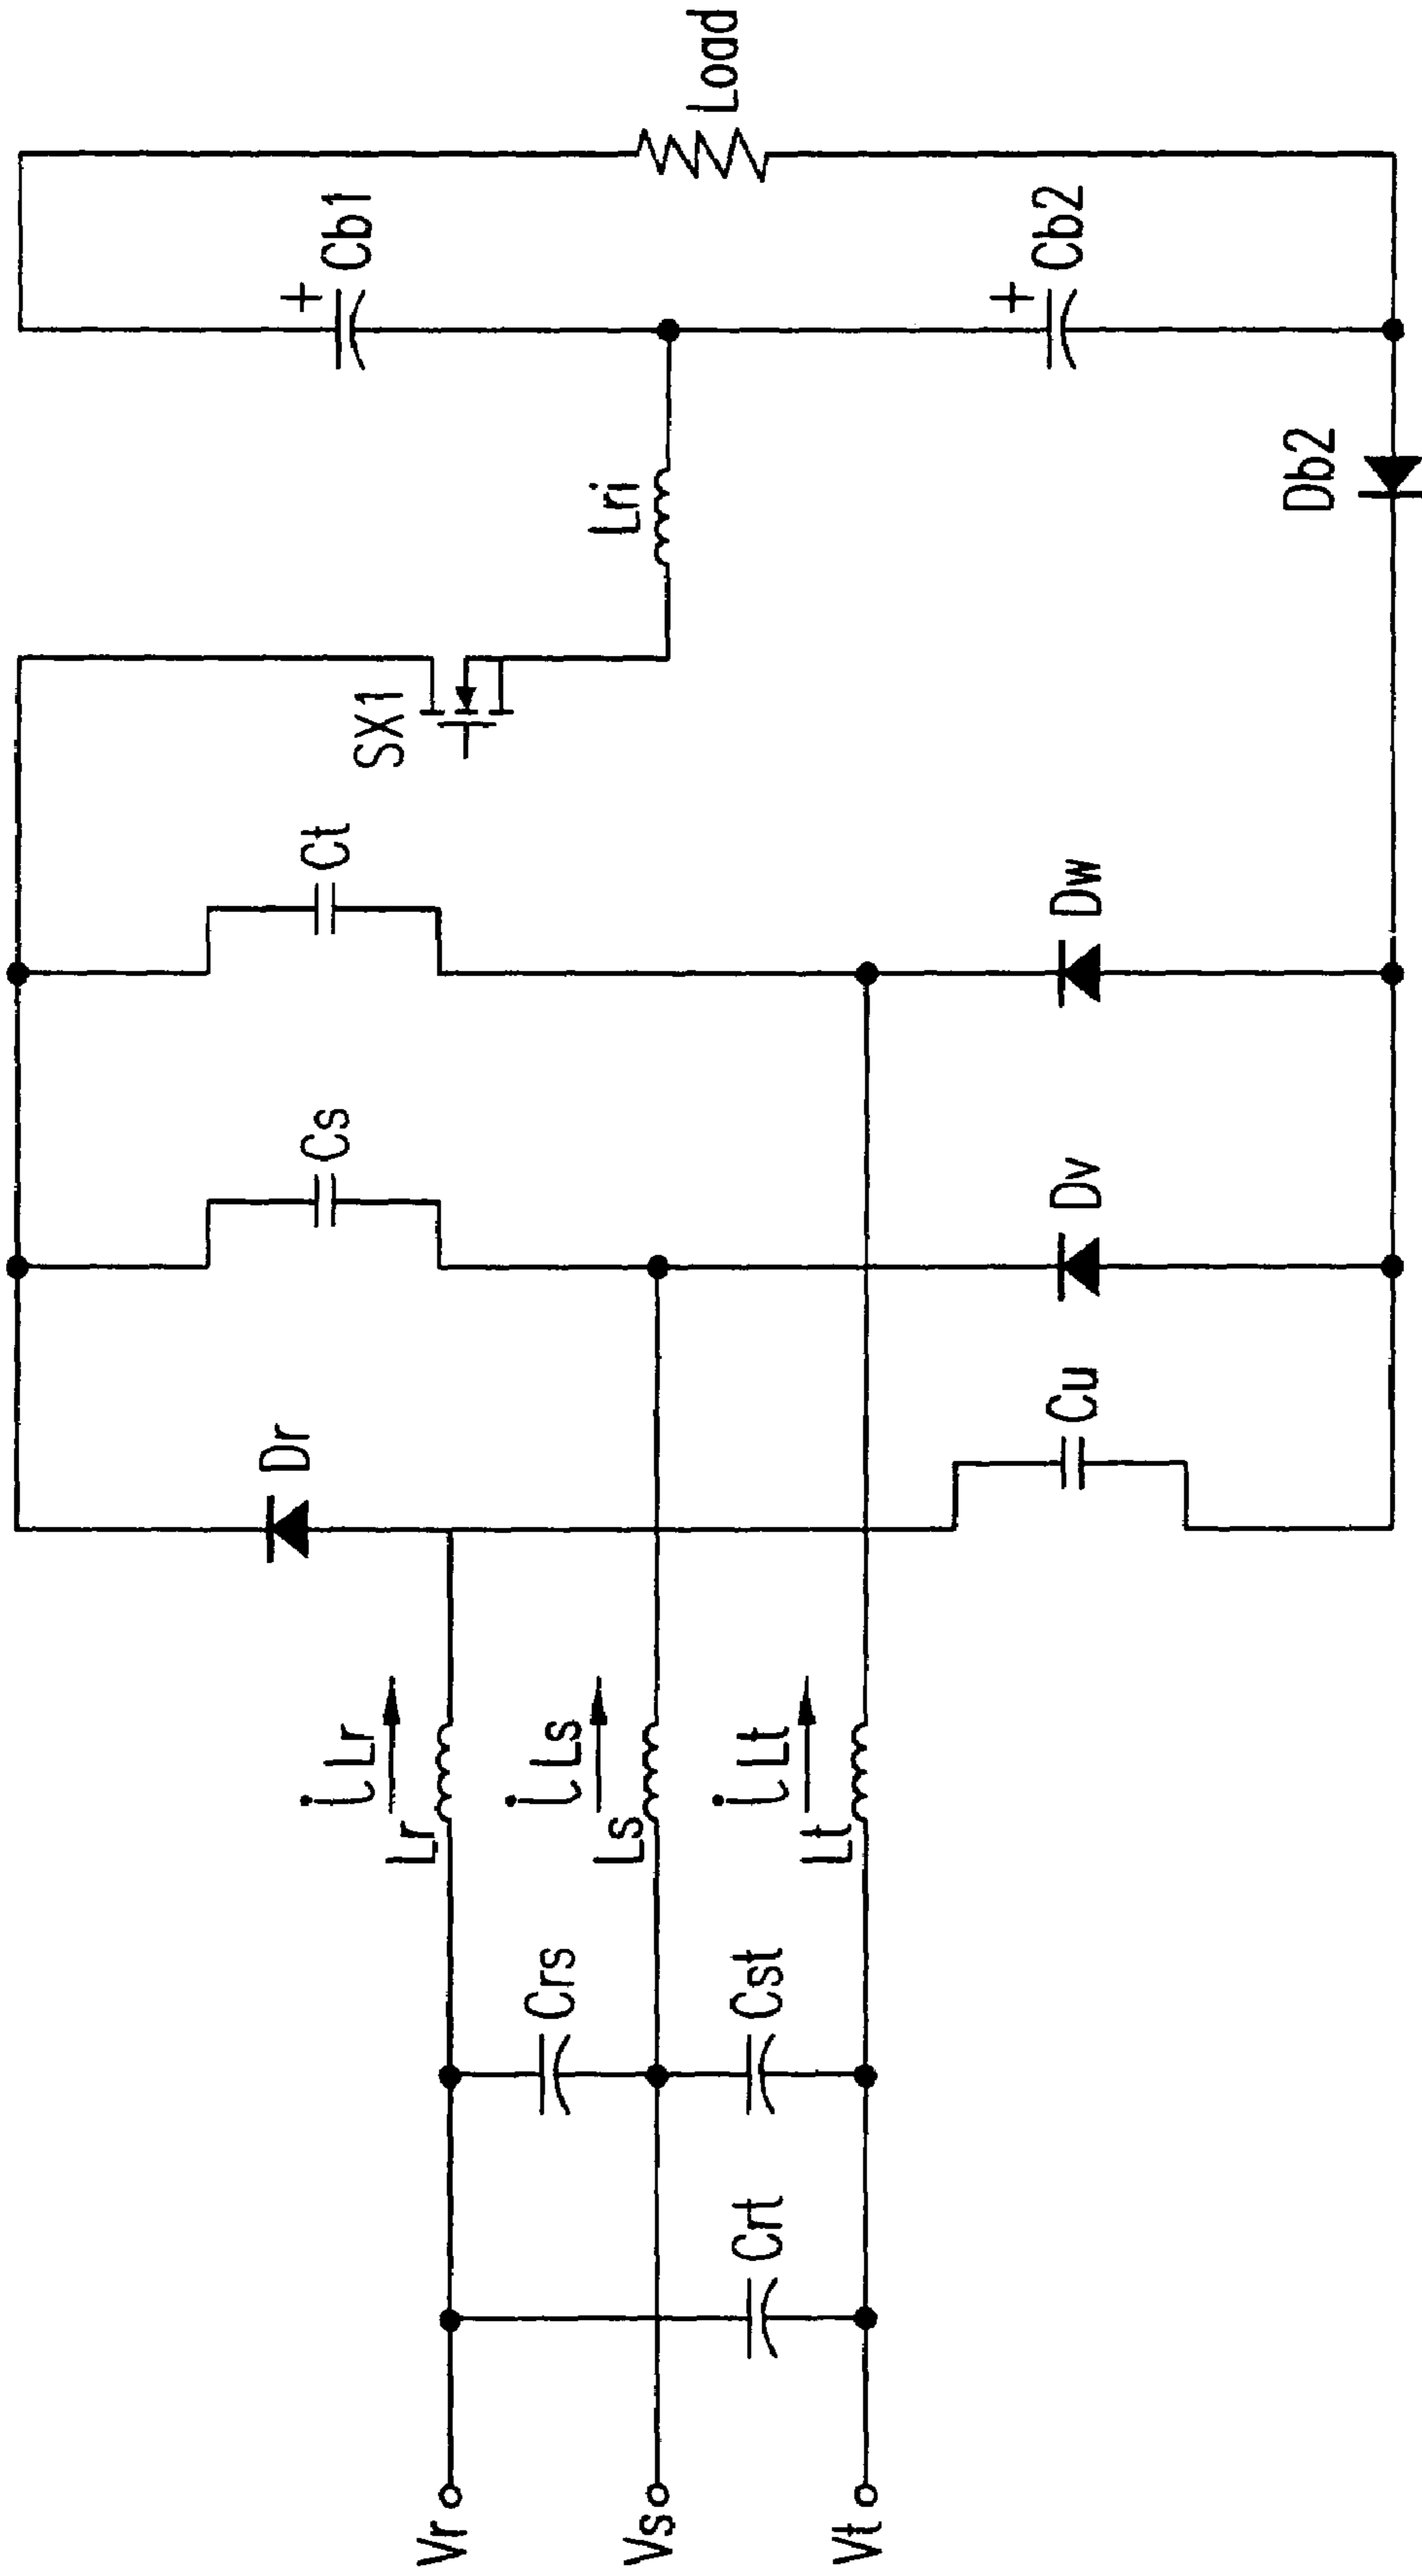 Vr
Vs
Vt
Crt
Crs
Cst
Lr
iLr
Ls
iLs
Lt
iLt
Dr
Cu
Cs
Dv
Ct
Dw
SX1
Lri
Db2
+
Cb1
+
Cb2
Load